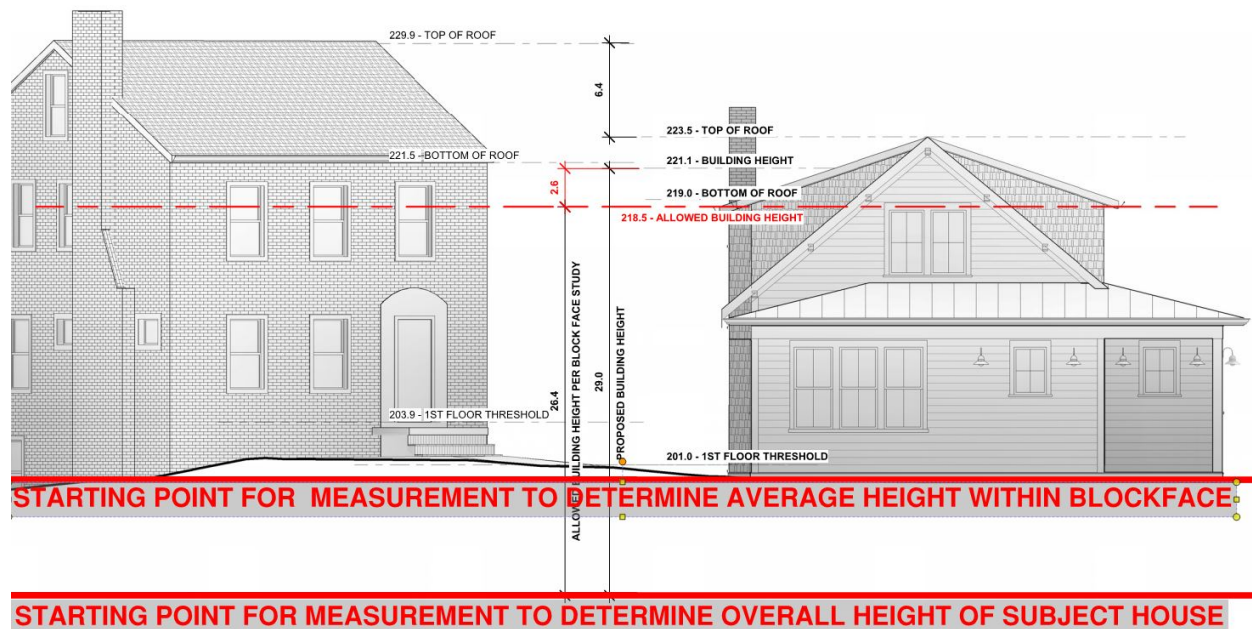 229.9 - TOP OF ROOF
6.4
223.5 - TOP OF ROOF
221.5 - BOTTOM OF ROOF
221.1 - BUILDING HEIGHT
2.6
219.0 - BOTTOM OF ROOF
218.5 - ALLOWED BUILDING HEIGHT
ALLOWED BUILDING HEIGHT PER BLOCK FACE STUDY
26.4
29.0
PROPOSED BUILDING HEIGHT
203.9 - 1ST FLOOR THRESHOLD
201.0 - 1ST FLOOR THRESHOLD
STARTING POINT FOR MEASUREMENT TO DETERMINE AVERAGE HEIGHT WITHIN BLOCKFACE
STARTING POINT FOR MEASUREMENT TO DETERMINE OVERALL HEIGHT OF SUBJECT HOUSE